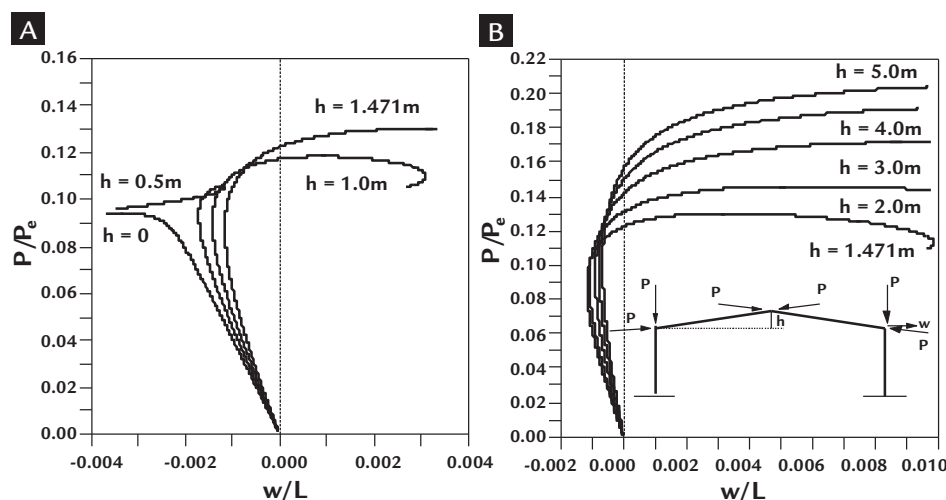 A
0.16
0.14
0.12
0.10
0.08
0.06
0.04
0.02
0.00
P/Pe
h = 1.471m
h = 0.5m
h = 1.0m
h = 0
-0.004 -0.002 0.000 0.002 0.004
w/L
B
0.22
0.20
0.18
0.16
0.14
0.12
0.10
0.08
0.06
0.04
0.02
0.00
P/Pe
h = 5.0m
h = 4.0m
h = 3.0m
h = 2.0m
h = 1.471m
P
P
P
P
P
h
w
P
-0.002 0.000 0.002 0.004 0.006 0.008 0.010
w/L